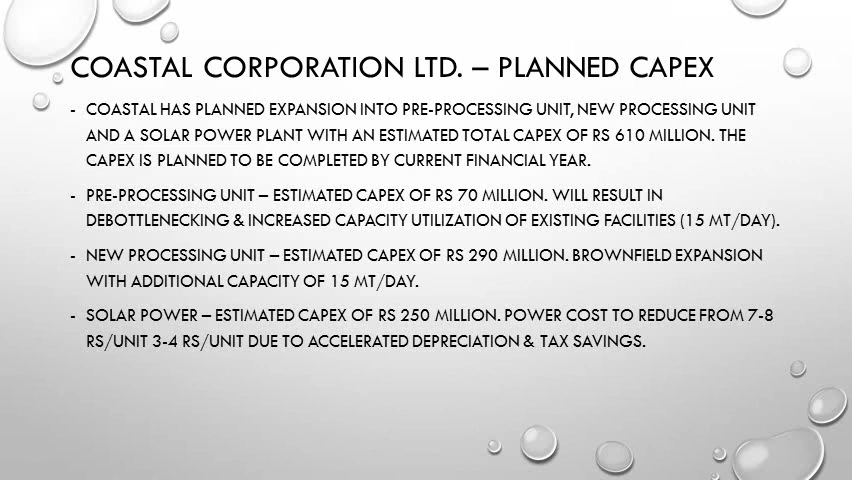 COASTAL CORPORATION LTD. – PLANNED CAPEX
- COASTAL HAS PLANNED EXPANSION INTO PRE-PROCESSING UNIT, NEW PROCESSING UNIT
AND A SOLAR POWER PLANT WITH AN ESTIMATED TOTAL CAPEX OF RS 610 MILLION. THE
CAPEX IS PLANNED TO BE COMPLETED BY CURRENT FINANCIAL YEAR.
- PRE-PROCESSING UNIT – ESTIMATED CAPEX OF RS 70 MILLION. WILL RESULT IN
DEBOTTLENECKING & INCREASED CAPACITY UTILIZATION OF EXISTING FACILITIES (15 MT/DAY).
- NEW PROCESSING UNIT – ESTIMATED CAPEX OF RS 290 MILLION. BROWNFIELD EXPANSION
WITH ADDITIONAL CAPACITY OF 15 MT/DAY.
- SOLAR POWER – ESTIMATED CAPEX OF RS 250 MILLION. POWER COST TO REDUCE FROM 7-8
RS/UNIT 3-4 RS/UNIT DUE TO ACCELERATED DEPRECIATION & TAX SAVINGS.